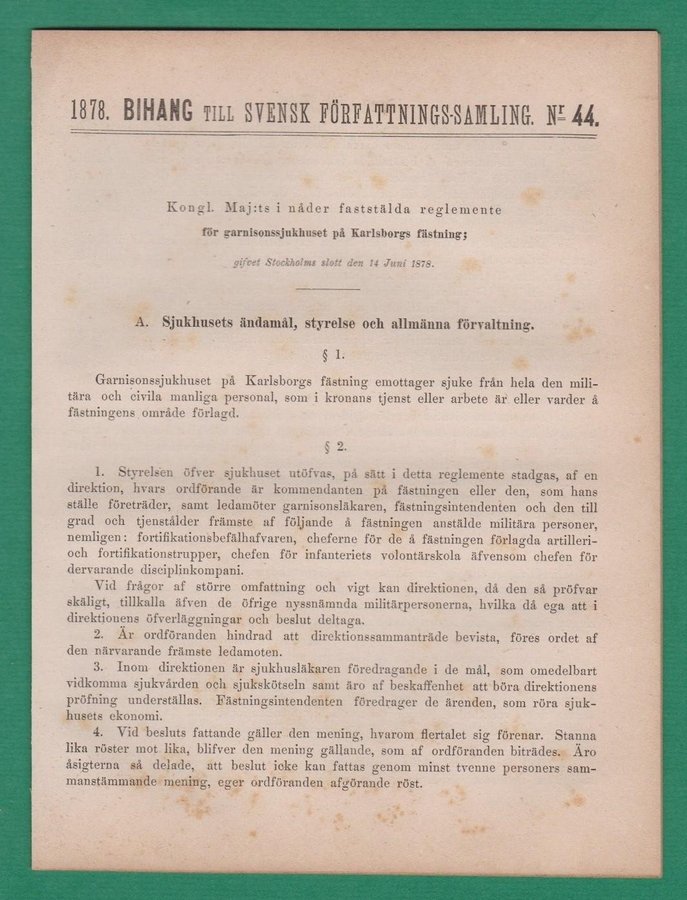 1878. BIHANG TILL SVENSK FÖRFATTNINGS-SAMLING. Nr 44.
Kongl. Maj:ts i nåder faststälda reglemente
för garnisonssjukhuset på Karlsborgs fästning;
gifvet Stockholms slott den 14 Juni 1878.
A. Sjukhusets ändamål, styrelse och allmänna förvaltning.
§ 1.
Garnisonssjukhuset på Karlsborgs fästning emottager sjuke från hela den mili-
tära och civila manliga personal, som i kronans tjenst eller arbete är eller varder å
fästningens område förlagd.
§ 2.
1. Styrelsen öfver sjukhuset utöfvas, på sätt i detta reglemente stadgas, af en
direktion, hvars ordförande är kommendanten på fästningen eller den, som hans
ställe företräder, samt ledamöter garnisonsläkaren, fästningsintendenten och den till
grad och tjenstålder främste af följande å fästningen anstälde militära personer,
nemligen: fortifikationsbefälhafvaren, cheferne för de å fästningen förlagda artilleri-
och fortifikationstrupper, chefen för infanteriets volontärskola äfvensom chefen för
dervarande disciplinkompani.
Vid frågor af större omfattning och vigt kan direktionen, då den så pröfvar
skäligt, tillkalla äfven de öfrige nyssnämnda militärpersonerna, hvilka då ega att i
direktionens öfverläggningar och beslut deltaga.
2. Är ordföranden hindrad att direktionssammanträde bevista, föres ordet af
den närvarande främste ledamoten.
3. Inom direktionen är sjukhusläkaren föredragande i de mål, som omedelbart
vidkomma sjukvården och sjukskötseln samt äro af beskaffenhet att böra direktionens
pröfning underställas. Fästningsintendenten föredrager de ärenden, som röra sjuk-
husets ekonomi.
4. Vid besluts fattande gäller den mening, hvarom flertalet sig förenar. Stanna
lika röster mot lika, blifver den mening gällande, som af ordföranden biträdes. Äro
åsigterna så delade, att beslut icke kan fattas genom minst tvenne personers sam-
manstämmande mening, eger ordföranden afgörande röst.